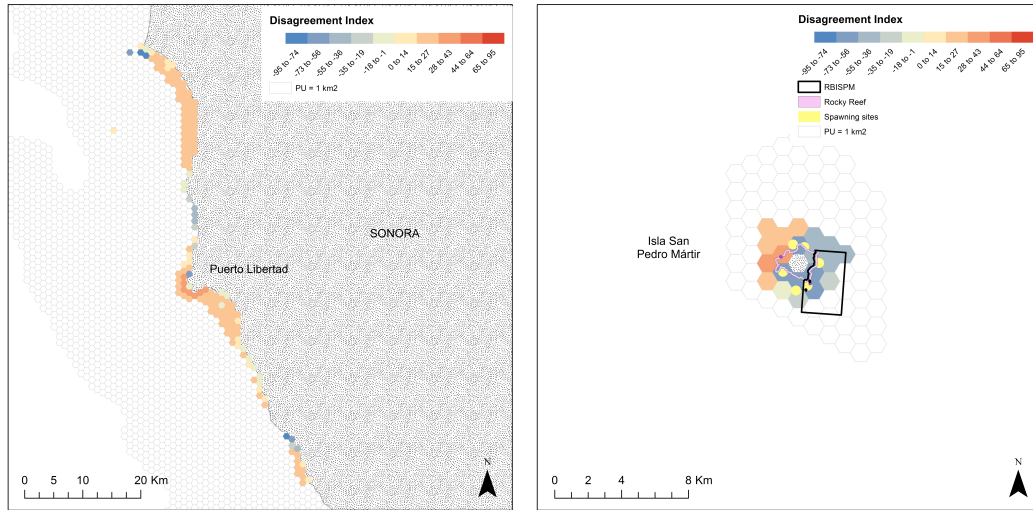 Disagreement Index
-95 to -74
-73 to -56
-55 to -36
-35 to -19
-18 to -1
0 to 14
15 to 27
28 to 43
44 to 64
65 to 95
PU = 1 km2
SONORA
Puerto Libertad
0 5 10 20 Km
N
Disagreement Index
-95 to -74
-73 to -56
-55 to -36
-35 to -19
-18 to -1
0 to 14
15 to 27
28 to 43
44 to 64
65 to 95
RBISPM
Rocky Reef
Spawning sites
PU = 1 km2
Isla San
Pedro Mártir
0 2 4 8 Km
N